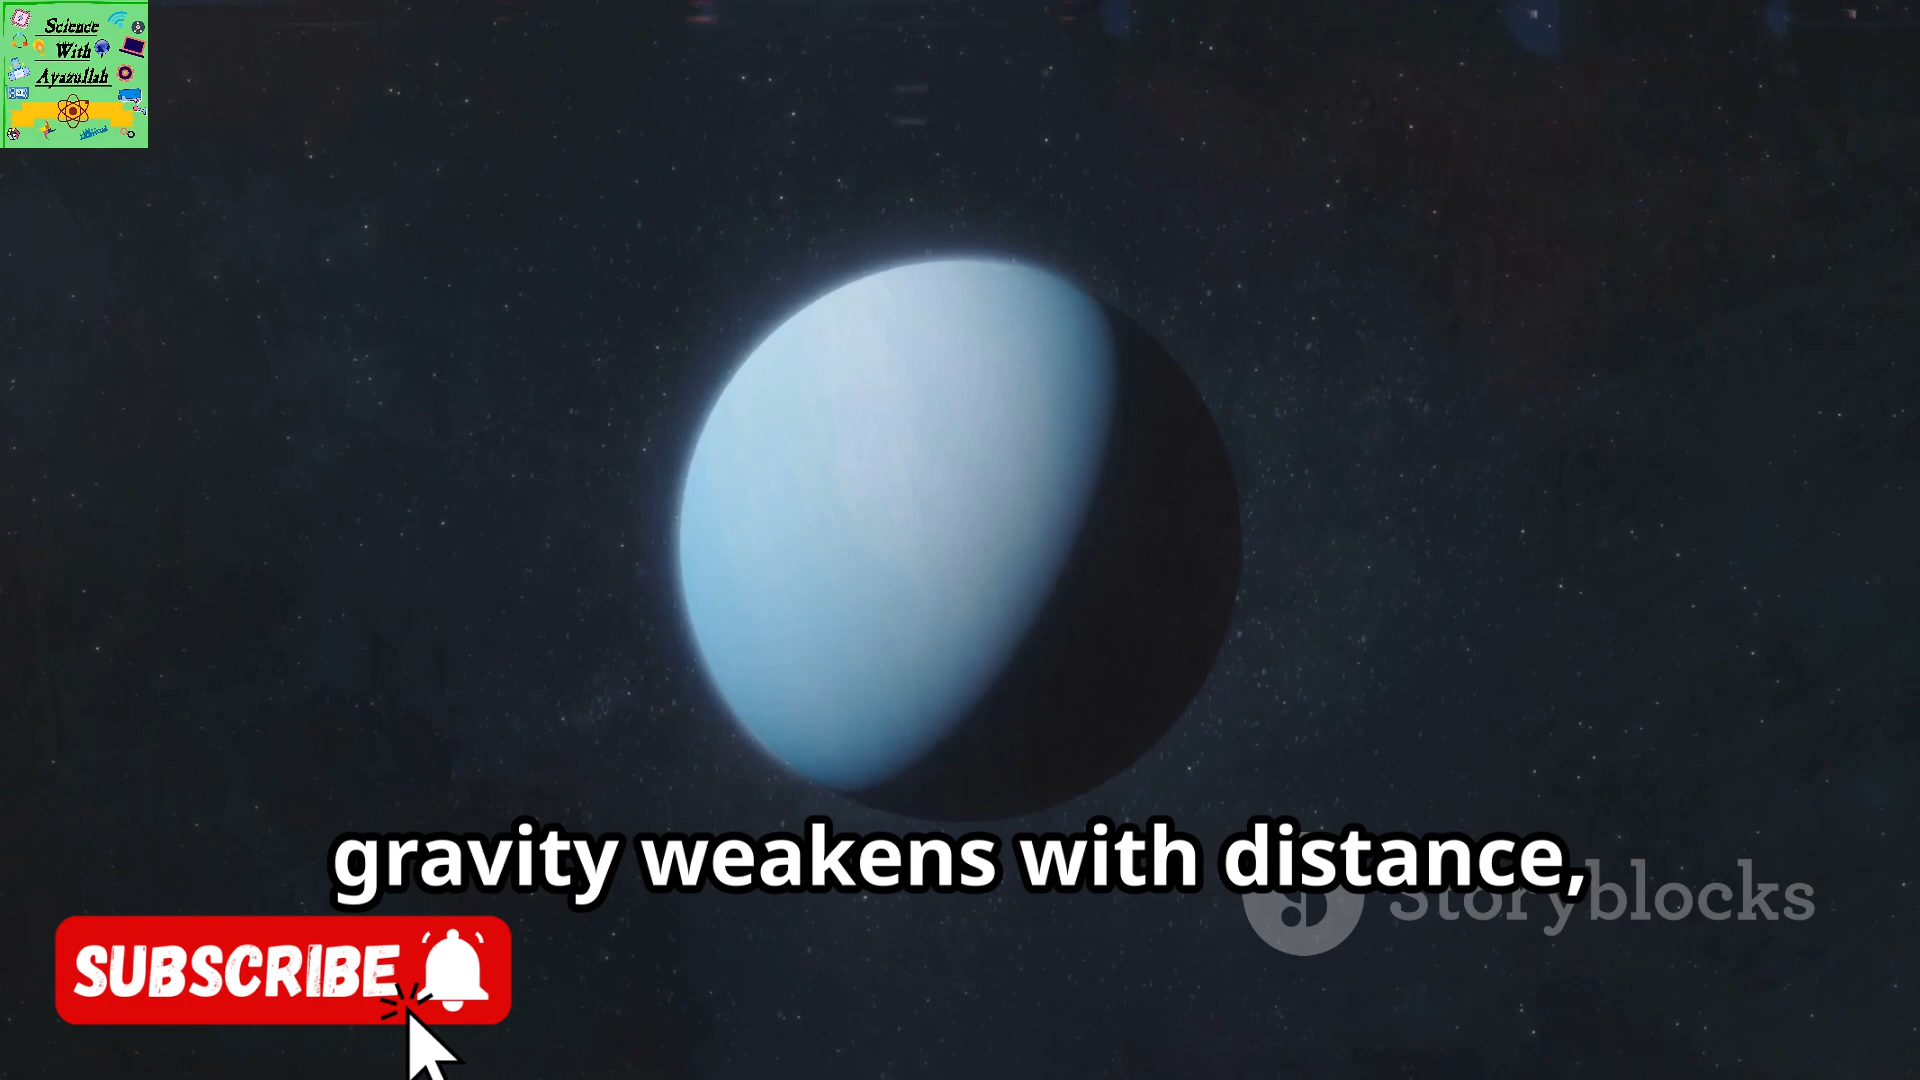 Science
With
Ayazullah
gravity weakens with distance,
Storyblocks
SUBSCRIBE